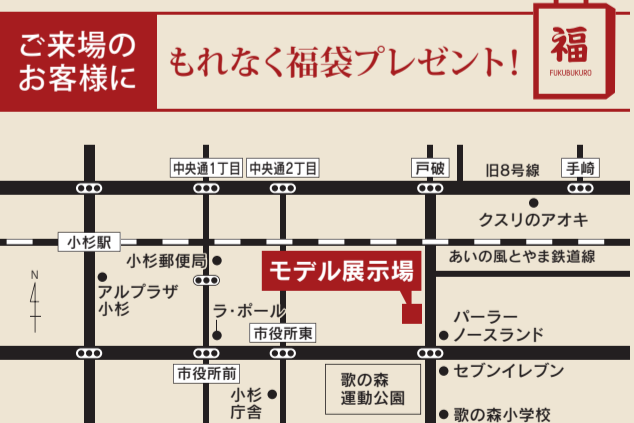 ご来場の
お客様に
もれなく福袋プレゼント!
福
FUKUBUKURO
中央通1丁目
中央通2丁目
戸破
旧8号線
手崎
クスリのアオキ
小杉駅
小杉郵便局
モデル展示場
あいの風とやま鉄道線
N
アルプラザ
小杉
ラ・ポール
市役所東
パーラー
ノースランド
市役所前
歌の森
運動公園
セブンイレブン
小杉
庁舎
歌の森小学校